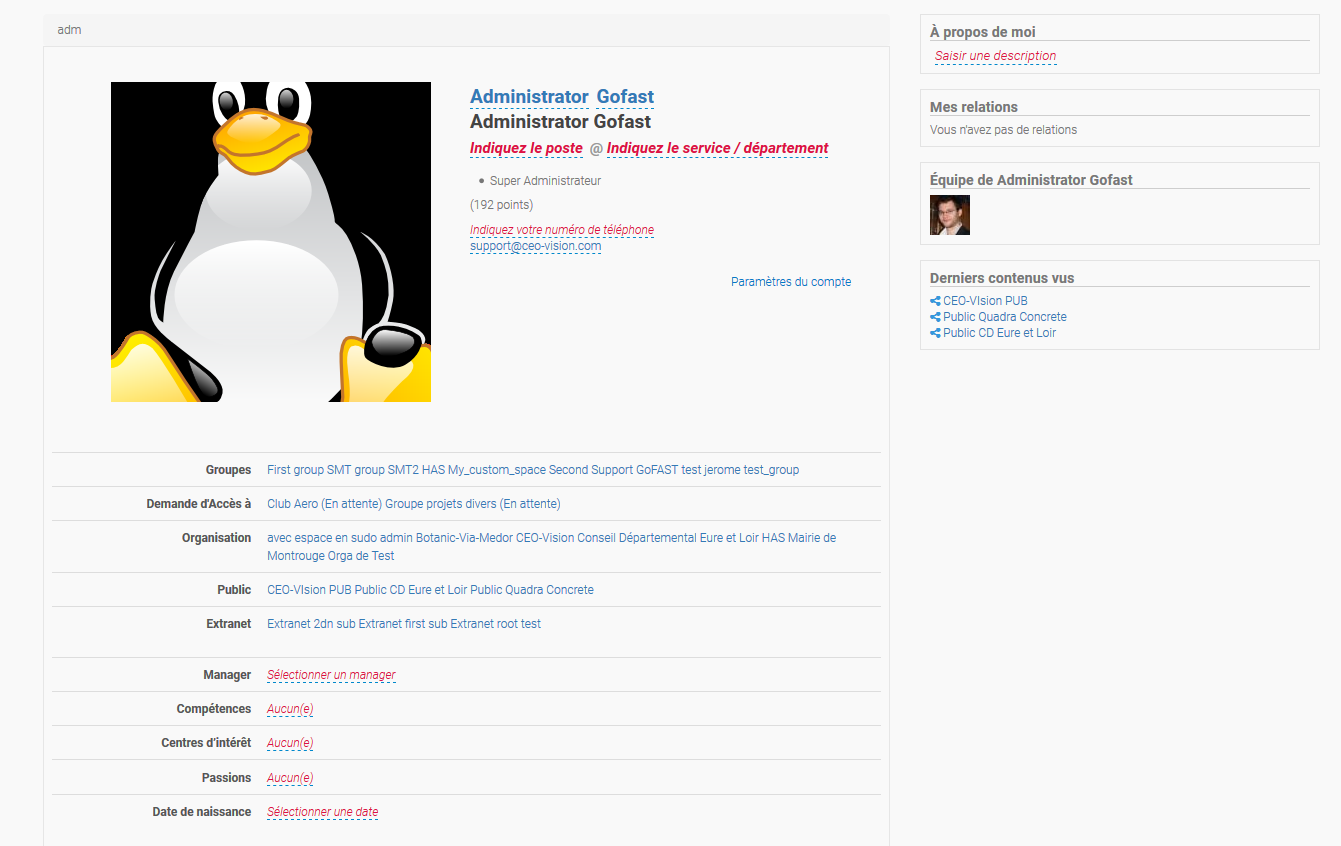 adm
Administrator Gofast
Administrator Gofast
Indiquez le poste @ Indiquez le service / département
Super Administrateur
(192 points)
Indiquez votre numéro de téléphone
support@ceo-vision.com
Paramètres du compte
Groupes First group SMT group SMT2 HAS My_custom_space Second Support GoFAST test jerome test_group
Demande d'Accès à Club Aero (En attente) Groupe projets divers (En attente)
Organisation avec espace en sudo admin Botanic-Via-Medor CEO-Vision Conseil Départemental Eure et Loir HAS Mairie de
Montrouge Orga de Test
Public CEO-VIsion PUB Public CD Eure et Loir Public Quadra Concrete
Extranet Extranet 2dn sub Extranet first sub Extranet root test
Manager Sélectionner un manager
Compétences Aucun(e)
Centres d'intérêt Aucun(e)
Passions Aucun(e)
Date de naissance Sélectionner une date
À propos de moi
Saisir une description
Mes relations
Vous n'avez pas de relations
Équipe de Administrator Gofast
Derniers contenus vus
CEO-VIsion PUB
Public Quadra Concrete
Public CD Eure et Loir